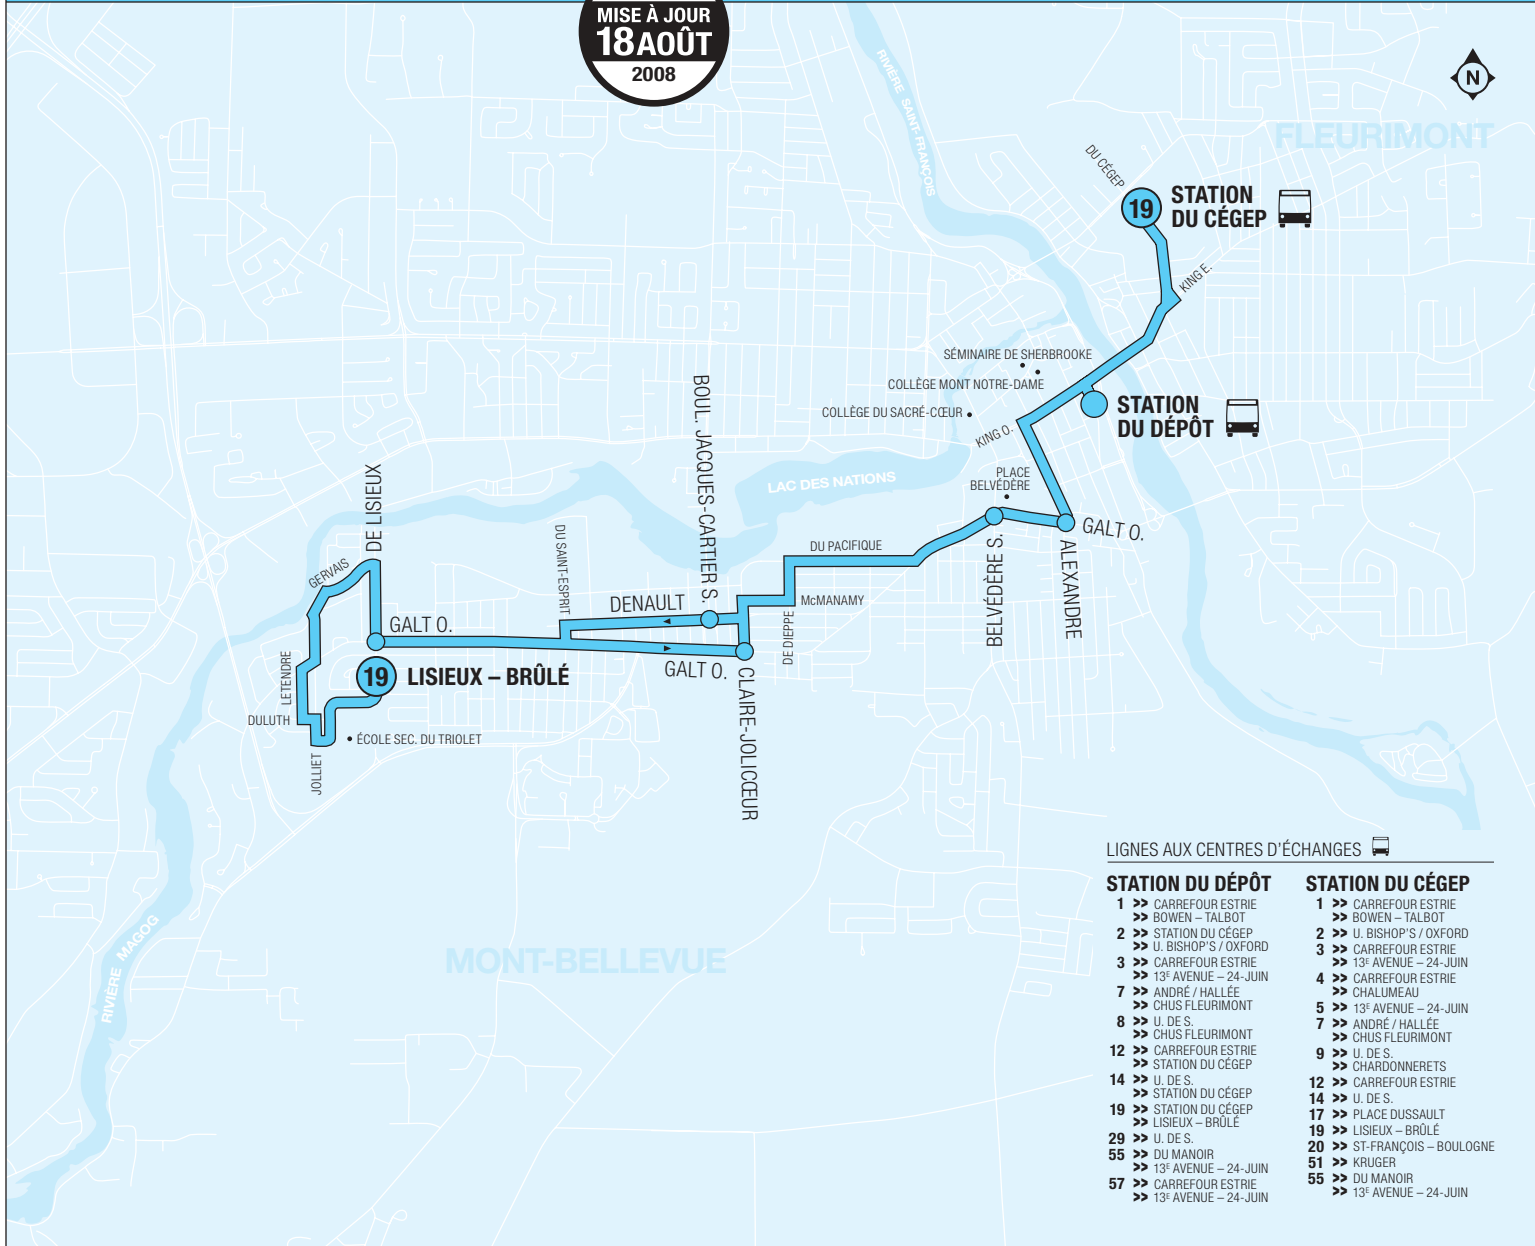 MISE À JOUR
18 AOÛT
2008
N
FLEURIMONT
RIVIÈRE SAINT-FRANÇOIS
DU CÉGEP
19
STATION
DU CÉGEP
KING E.
SÉMINAIRE DE SHERBROOKE
COLLÈGE MONT NOTRE-DAME
COLLÈGE DU SACRÉ-CŒUR
STATION
DU DÉPÔT
KING O.
PLACE
BELVÉDÈRE
LAC DES NATIONS
GALT O.
ALEXANDRE
BELVÉDÈRE S.
DU PACIFIQUE
McMANAMY
DE DIEPPE
BOUL. JACQUES-CARTIER S.
DENAULT
DU SAINT-ESPRIT
DE LISIEUX
GERVAIS
GALT O.
GALT O.
CLAIRE-JOLICŒUR
19
LISIEUX – BRÛLÉ
LETENDRE
DULUTH
JOLLIET
ÉCOLE SEC. DU TRIOLET
RIVIÈRE MAGOG
MONT-BELLEVUE
LIGNES AUX CENTRES D'ÉCHANGES
STATION DU DÉPÔT
1 >> CARREFOUR ESTRIE
>> BOWEN – TALBOT
2 >> STATION DU CÉGEP
>> U. BISHOP'S / OXFORD
3 >> CARREFOUR ESTRIE
>> 13E AVENUE – 24-JUIN
7 >> ANDRÉ / HALLÉE
>> CHUS FLEURIMONT
8 >> U. DE S.
>> CHUS FLEURIMONT
12 >> CARREFOUR ESTRIE
>> STATION DU CÉGEP
14 >> U. DE S.
>> STATION DU CÉGEP
19 >> STATION DU CÉGEP
>> LISIEUX – BRÛLÉ
29 >> U. DE S.
55 >> DU MANOIR
>> 13E AVENUE – 24-JUIN
57 >> CARREFOUR ESTRIE
>> 13E AVENUE – 24-JUIN
STATION DU CÉGEP
1 >> CARREFOUR ESTRIE
>> BOWEN – TALBOT
2 >> U. BISHOP'S / OXFORD
3 >> CARREFOUR ESTRIE
>> 13E AVENUE – 24-JUIN
4 >> CARREFOUR ESTRIE
>> CHALUMEAU
5 >> 13E AVENUE – 24-JUIN
7 >> ANDRÉ / HALLÉE
>> CHUS FLEURIMONT
9 >> U. DE S.
>> CHARDONNERETS
12 >> CARREFOUR ESTRIE
14 >> U. DE S.
17 >> PLACE DUSSAULT
19 >> LISIEUX – BRÛLÉ
20 >> ST-FRANÇOIS – BOULOGNE
51 >> KRUGER
55 >> DU MANOIR
>> 13E AVENUE – 24-JUIN